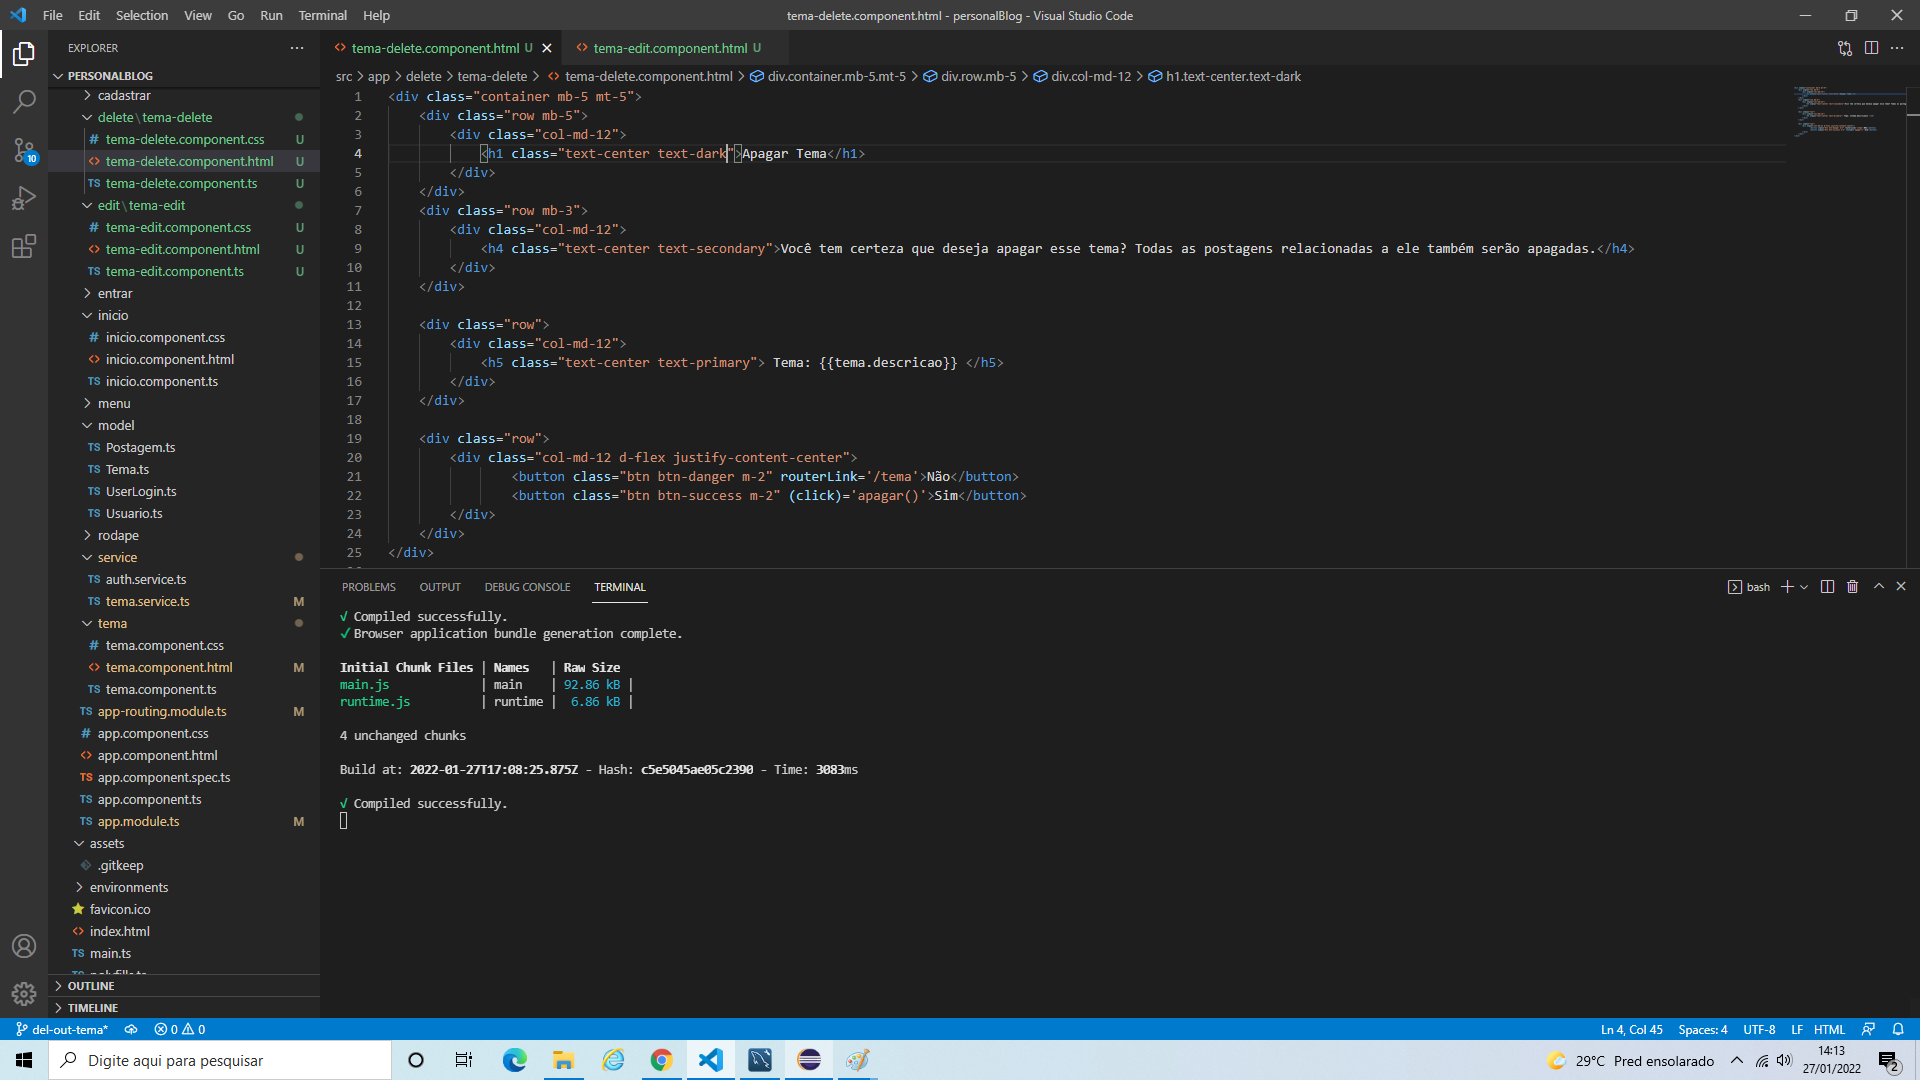 File Edit Selection View Go Run Terminal Help
tema-delete.component.html - personalBlog - Visual Studio Code
EXPLORER
PERSONALBLOG
cadastrar
delete\tema-delete
# tema-delete.component.css U
<> tema-delete.component.html U
TS tema-delete.component.ts U
edit\tema-edit
# tema-edit.component.css U
<> tema-edit.component.html U
TS tema-edit.component.ts U
entrar
inicio
# inicio.component.css
<> inicio.component.html
TS inicio.component.ts
menu
model
TS Postagem.ts
TS Tema.ts
TS UserLogin.ts
TS Usuario.ts
rodape
service
TS auth.service.ts
TS tema.service.ts M
tema
# tema.component.css
<> tema.component.html M
TS tema.component.ts
TS app-routing.module.ts M
# app.component.css
<> app.component.html
TS app.component.spec.ts
TS app.component.ts
TS app.module.ts M
assets
.gitkeep
environments
favicon.ico
<> index.html
TS main.ts
OUTLINE
TIMELINE
10
<> tema-delete.component.html U
<> tema-edit.component.html U
src > app > delete > tema-delete > <> tema-delete.component.html > div.container.mb-5.mt-5 > div.row.mb-5 > div.col-md-12 > h1.text-center.text-dark
1 <div class="container mb-5 mt-5">
2 <div class="row mb-5">
3 <div class="col-md-12">
4 <h1 class="text-center text-dark">Apagar Tema</h1>
5 </div>
6 </div>
7 <div class="row mb-3">
8 <div class="col-md-12">
9 <h4 class="text-center text-secondary">Você tem certeza que deseja apagar esse tema? Todas as postagens relacionadas a ele também serão apagadas.</h4>
10 </div>
11 </div>
12
13 <div class="row">
14 <div class="col-md-12">
15 <h5 class="text-center text-primary"> Tema: {{tema.descricao}} </h5>
16 </div>
17 </div>
18
19 <div class="row">
20 <div class="col-md-12 d-flex justify-content-center">
21 <button class="btn btn-danger m-2" routerLink='/tema'>Não</button>
22 <button class="btn btn-success m-2" (click)='apagar()'>Sim</button>
23 </div>
24 </div>
25 </div>
PROBLEMS OUTPUT DEBUG CONSOLE TERMINAL
bash
√ Compiled successfully.
✓ Browser application bundle generation complete.
Initial Chunk Files | Names | Raw Size
main.js | main | 92.86 kB |
runtime.js | runtime | 6.86 kB |
4 unchanged chunks
Build at: 2022-01-27T17:08:25.875Z - Hash: c5e5045ae05c2390 - Time: 3083ms
√ Compiled successfully.
del-out-tema* 0 0
Ln 4, Col 45 Spaces: 4 UTF-8 LF HTML
Digite aqui para pesquisar
29°C Pred ensolarado
14:13
27/01/2022
2